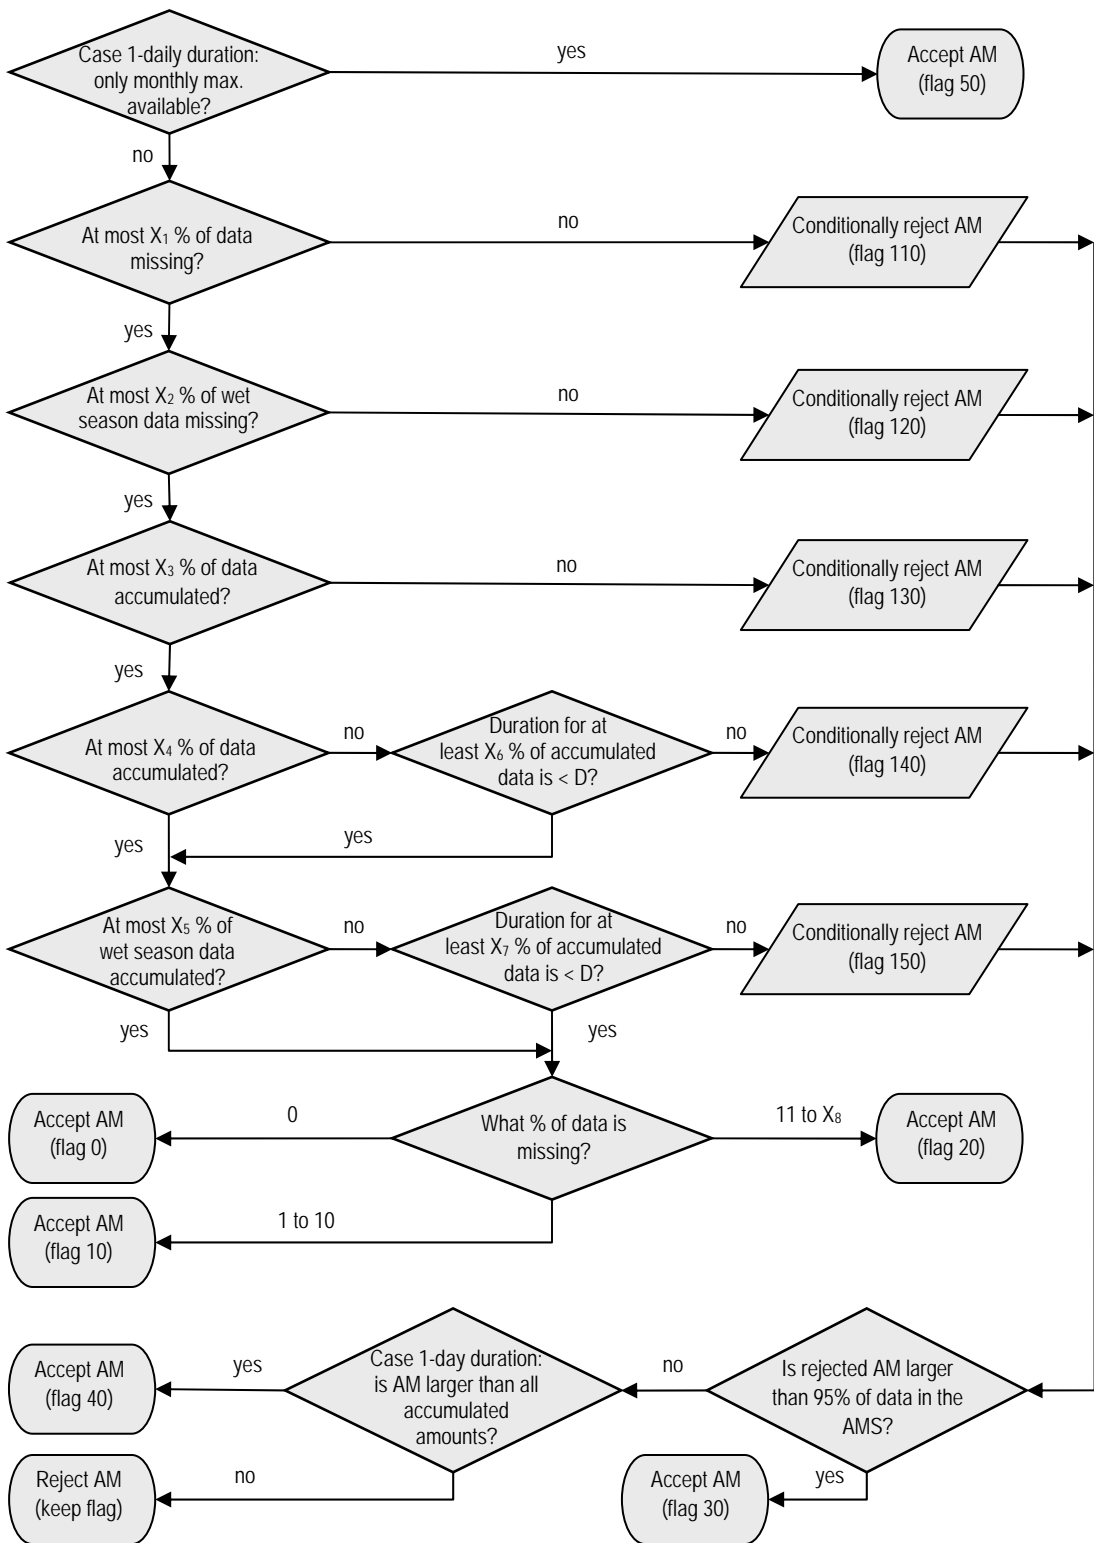 Case 1-daily duration:
only monthly max.
available?
yes
Accept AM
(flag 50)
no
At most X₁ % of data
missing?
no
Conditionally reject AM
(flag 110)
yes
At most X₂ % of wet
season data missing?
no
Conditionally reject AM
(flag 120)
yes
At most X₃ % of data
accumulated?
no
Conditionally reject AM
(flag 130)
yes
At most X₄ % of data
accumulated?
no
Duration for at
least X₆ % of accumulated
data is < D?
no
Conditionally reject AM
(flag 140)
yes
yes
At most X₅ % of
wet season data
accumulated?
no
Duration for at
least X₇ % of accumulated
data is < D?
no
Conditionally reject AM
(flag 150)
yes
yes
What % of data is
missing?
0
Accept AM
(flag 0)
11 to X₈
Accept AM
(flag 20)
1 to 10
Accept AM
(flag 10)
Is rejected AM larger
than 95% of data in the
AMS?
no
Case 1-day duration:
is AM larger than all
accumulated
amounts?
yes
Accept AM
(flag 40)
no
Reject AM
(keep flag)
yes
Accept AM
(flag 30)